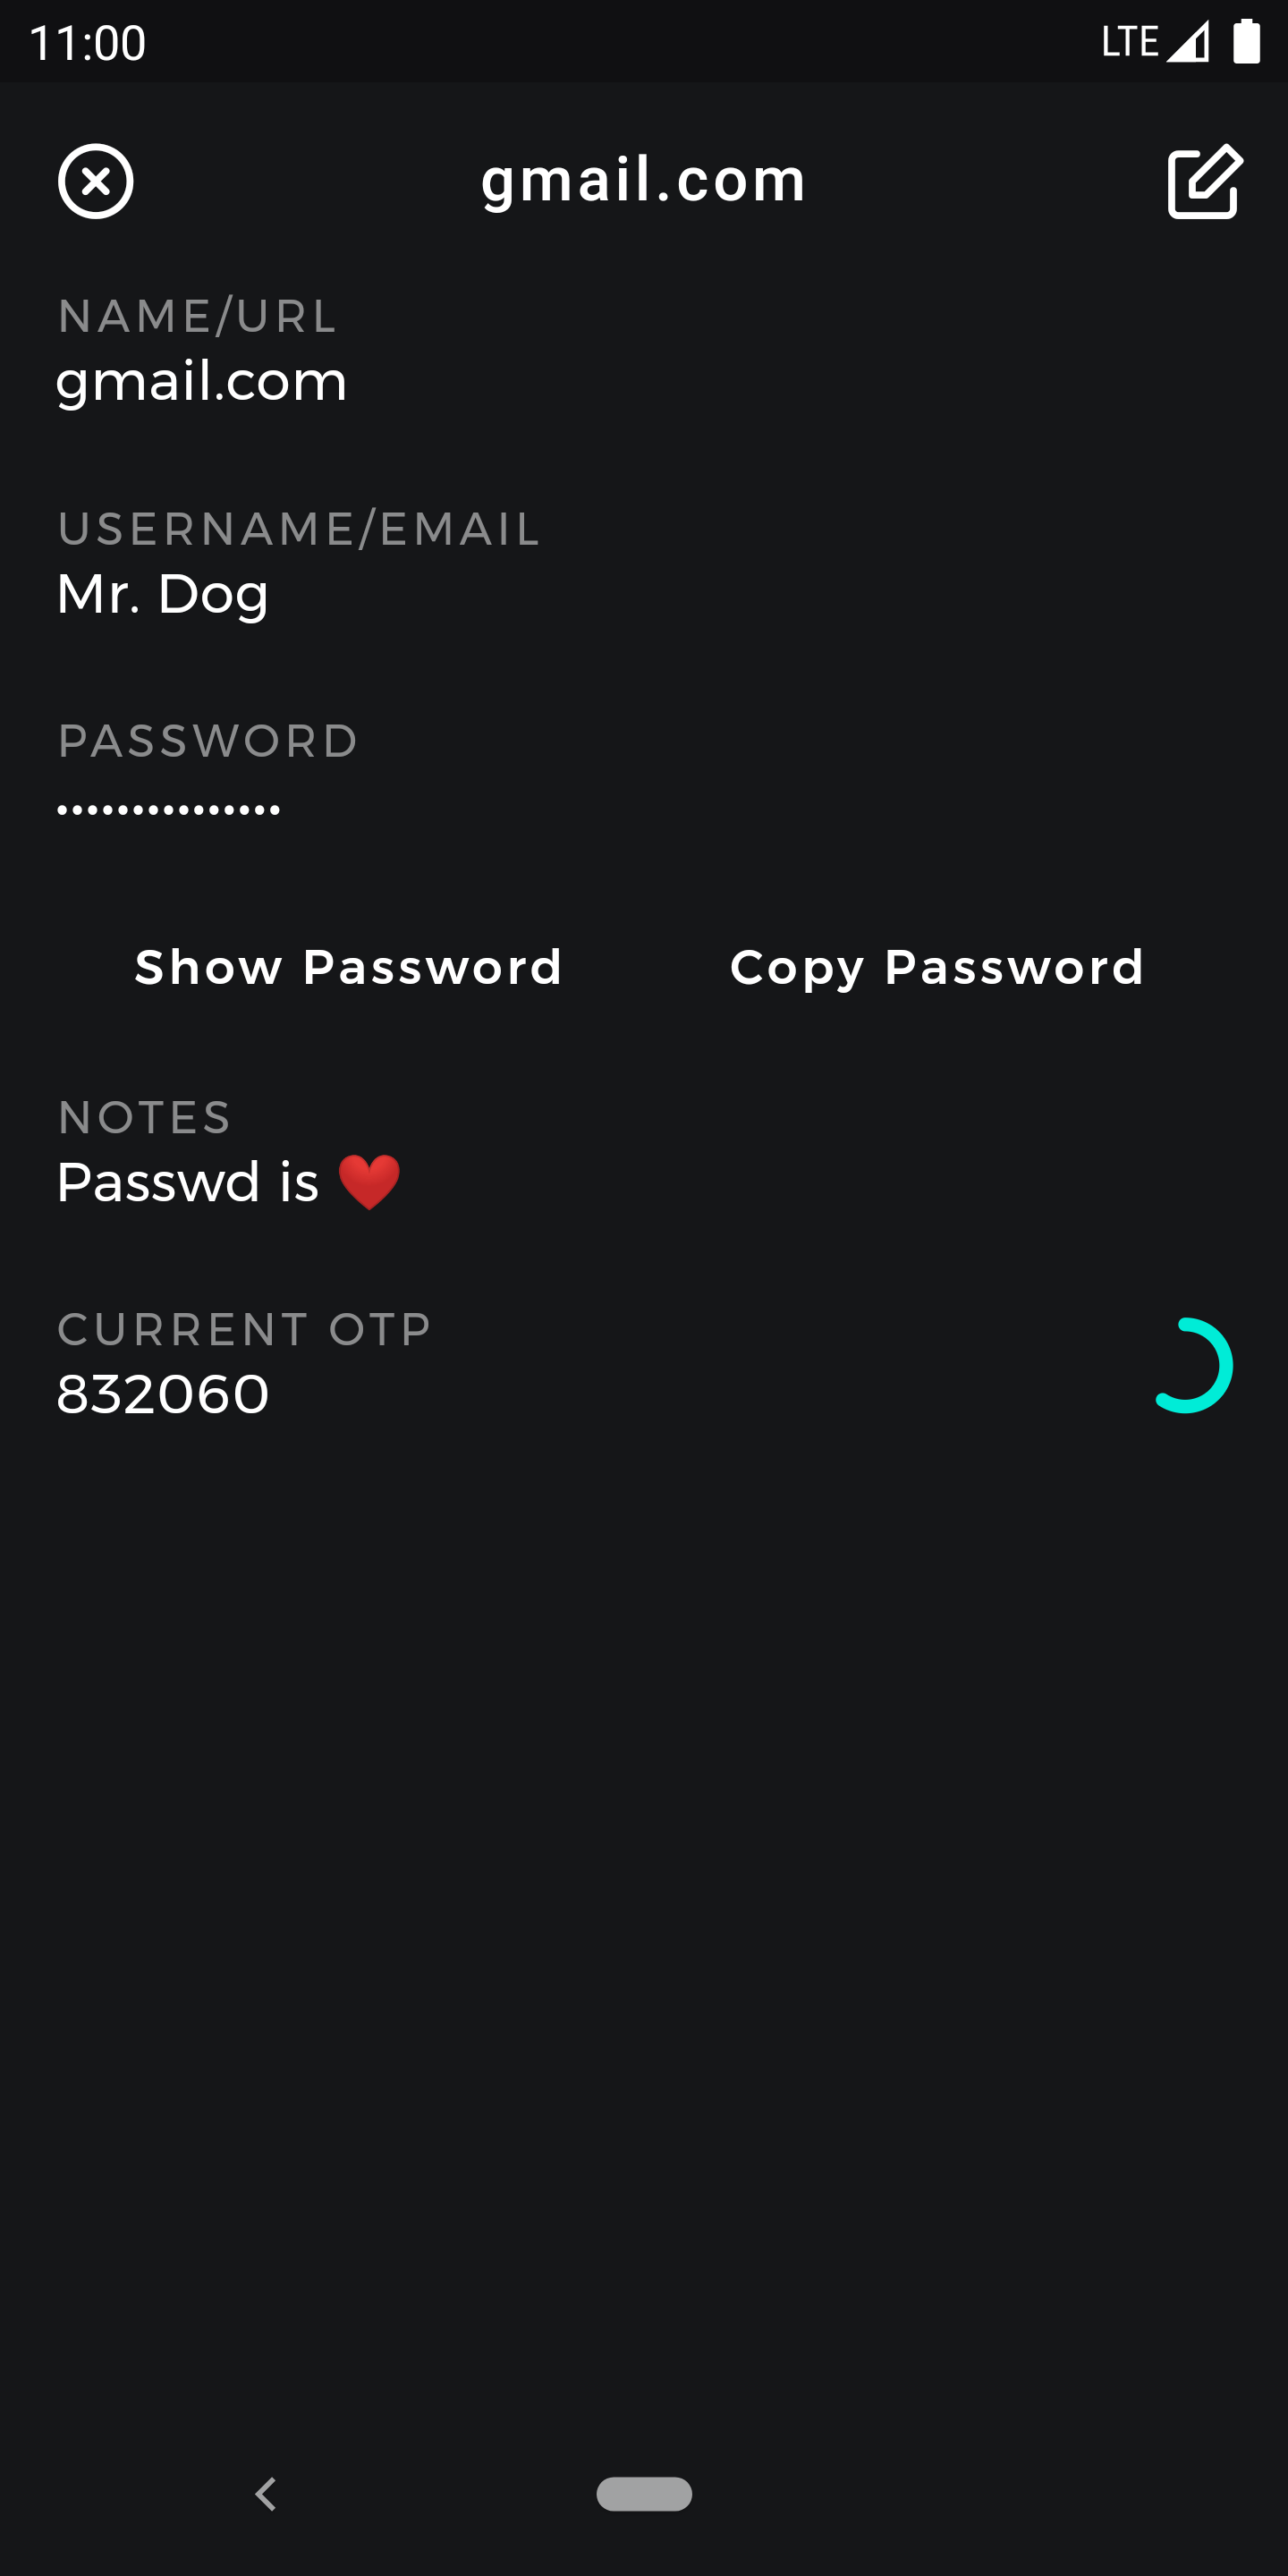 11:00 LTE
gmail.com
NAME/URL
gmail.com
USERNAME/EMAIL
Mr. Dog
PASSWORD
•••••••••••••••
Show Password Copy Password
NOTES
Passwd is ❤️
CURRENT OTP
832060